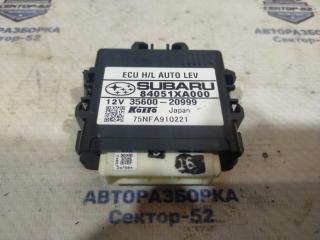 АВТОРАЗБОРКА
Сектор-52
ECU H/L AUTO LEV
SUBARU
84051XA000
12V 35600-20999
KOITO Japan
75NFA910221
16
АВТОРАЗБОРКА
Сектор-52